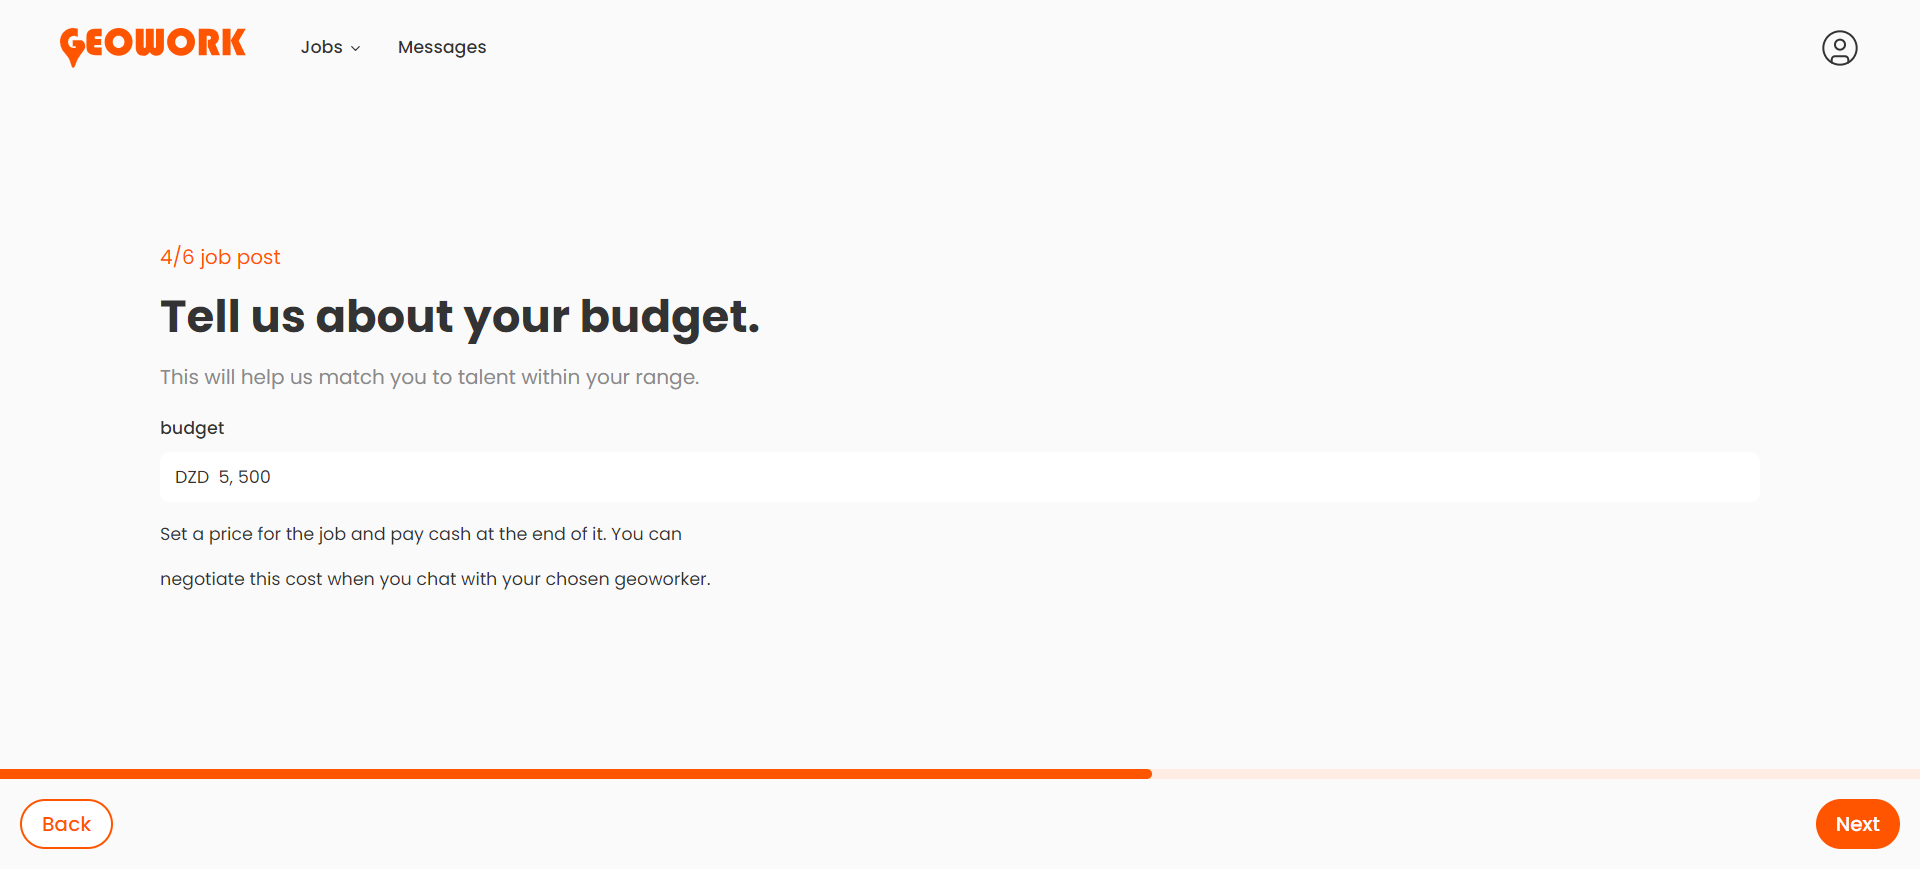 GEOWORK
Jobs
Messages
4/6 job post
Tell us about your budget.
This will help us match you to talent within your range.
budget
DZD 5, 500
Set a price for the job and pay cash at the end of it. You can
negotiate this cost when you chat with your chosen geoworker.
Back
Next